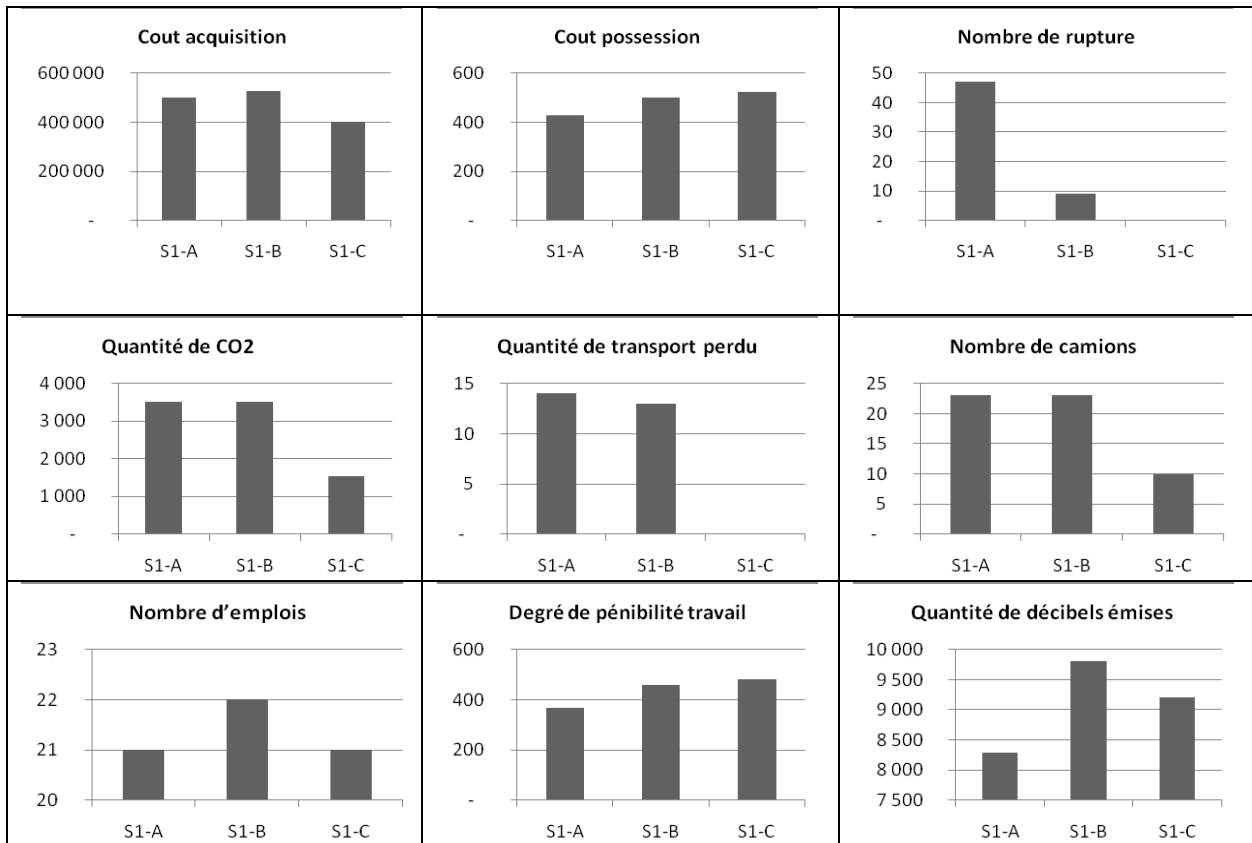 Cout acquisition
600 000
400 000
200 000
-
S1-A S1-B S1-C
Cout possession
600
400
200
-
S1-A S1-B S1-C
Nombre de rupture
50
40
30
20
10
-
S1-A S1-B S1-C
Quantité de CO2
4 000
3 000
2 000
1 000
-
S1-A S1-B S1-C
Quantité de transport perdu
15
10
5
-
S1-A S1-B S1-C
Nombre de camions
25
20
15
10
5
-
S1-A S1-B S1-C
Nombre d’emplois
23
22
21
20
S1-A S1-B S1-C
Degré de pénibilité travail
600
400
200
-
S1-A S1-B S1-C
Quantité de décibels émises
10 000
9 500
9 000
8 500
8 000
7 500
S1-A S1-B S1-C